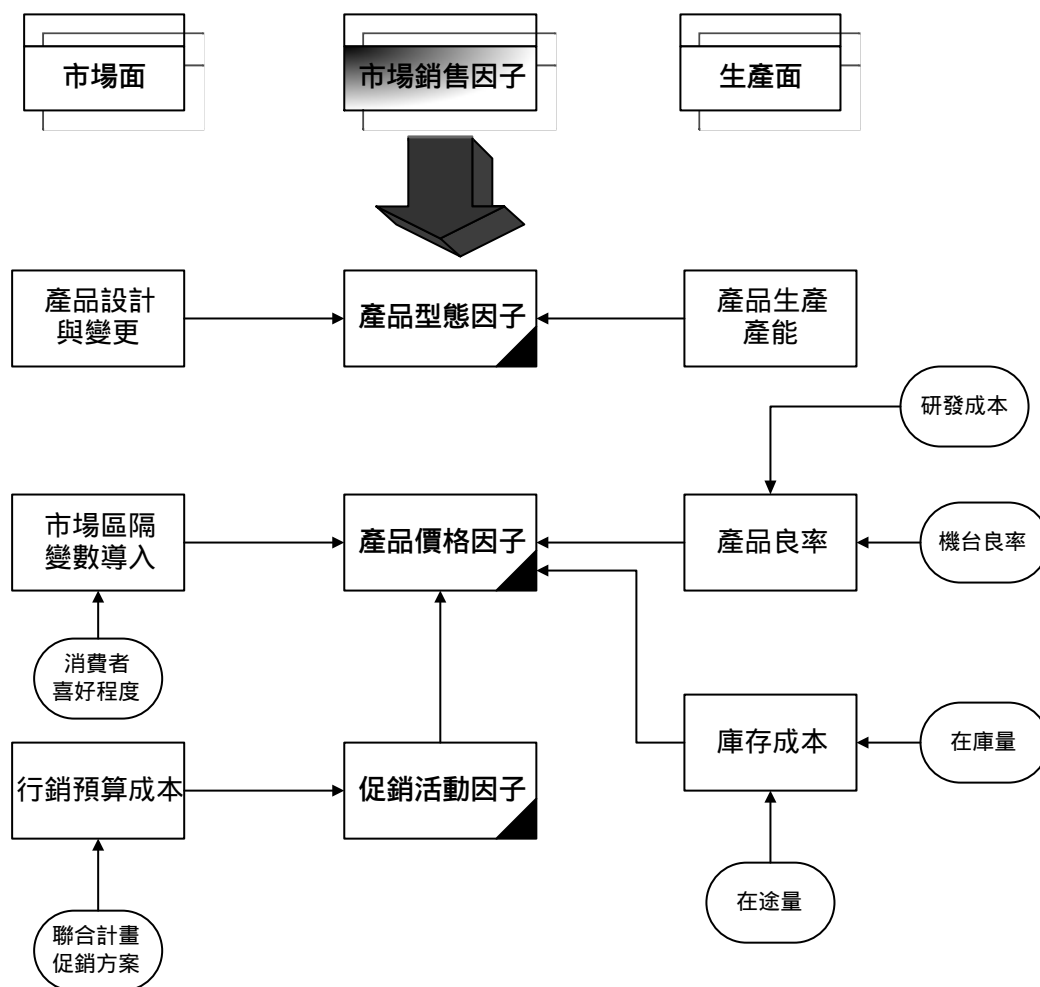 市場面
市場銷售因子
生產面
產品設計
與變更
產品型態因子
產品生產
產能
研發成本
市場區隔
變數導入
產品價格因子
產品良率
機台良率
消費者
喜好程度
行銷預算成本
促銷活動因子
庫存成本
在庫量
在途量
聯合計畫
促銷方案